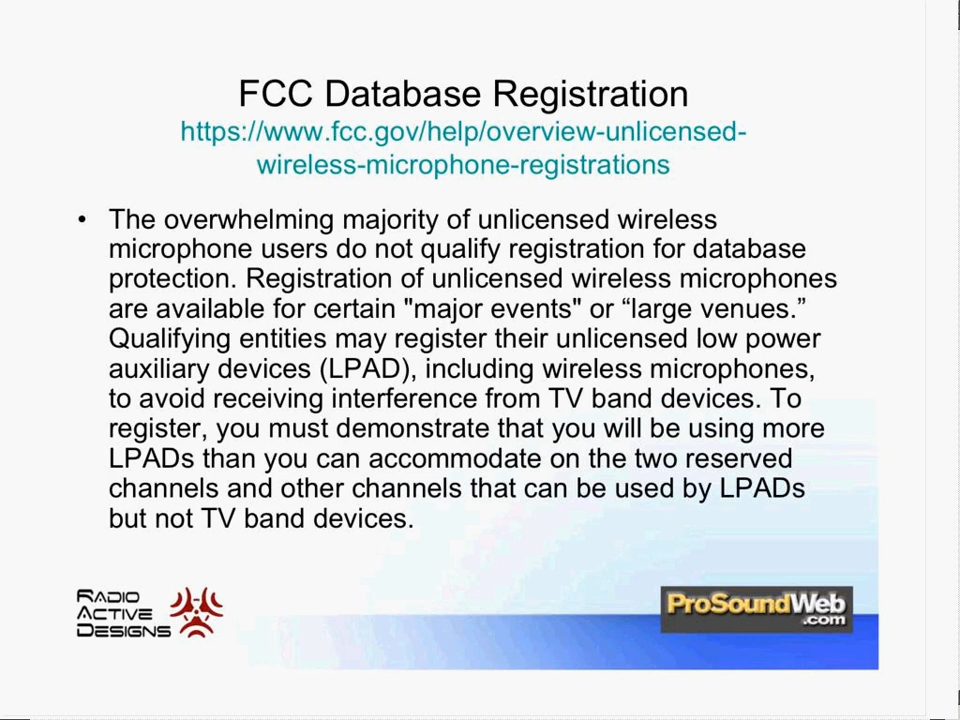 FCC Database Registration
https://www.fcc.gov/help/overview-unlicensed-
wireless-microphone-registrations
• The overwhelming majority of unlicensed wireless
microphone users do not qualify registration for database
protection. Registration of unlicensed wireless microphones
are available for certain "major events" or “large venues.”
Qualifying entities may register their unlicensed low power
auxiliary devices (LPAD), including wireless microphones,
to avoid receiving interference from TV band devices. To
register, you must demonstrate that you will be using more
LPADs than you can accommodate on the two reserved
channels and other channels that can be used by LPADs
but not TV band devices.
Radio
Active
Designs
ProSoundWeb
.com